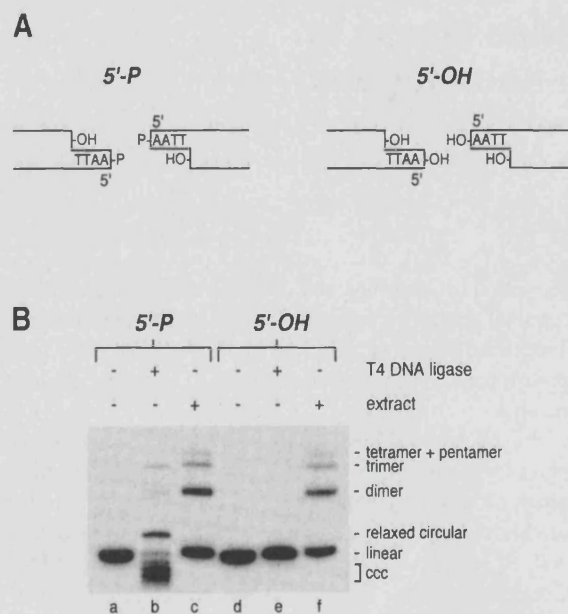 A
5'-P 5'-OH
5' 5'
-OH P-AATT -OH HO-AATT
TTAA-P HO- TTAA-OH HO-
5' 5'
B
5'-P 5'-OH
- + - - + - T4 DNA ligase
- - + - - + extract
- tetramer + pentamer
- trimer
- dimer
- relaxed circular
- linear
] ccc
a b c d e f